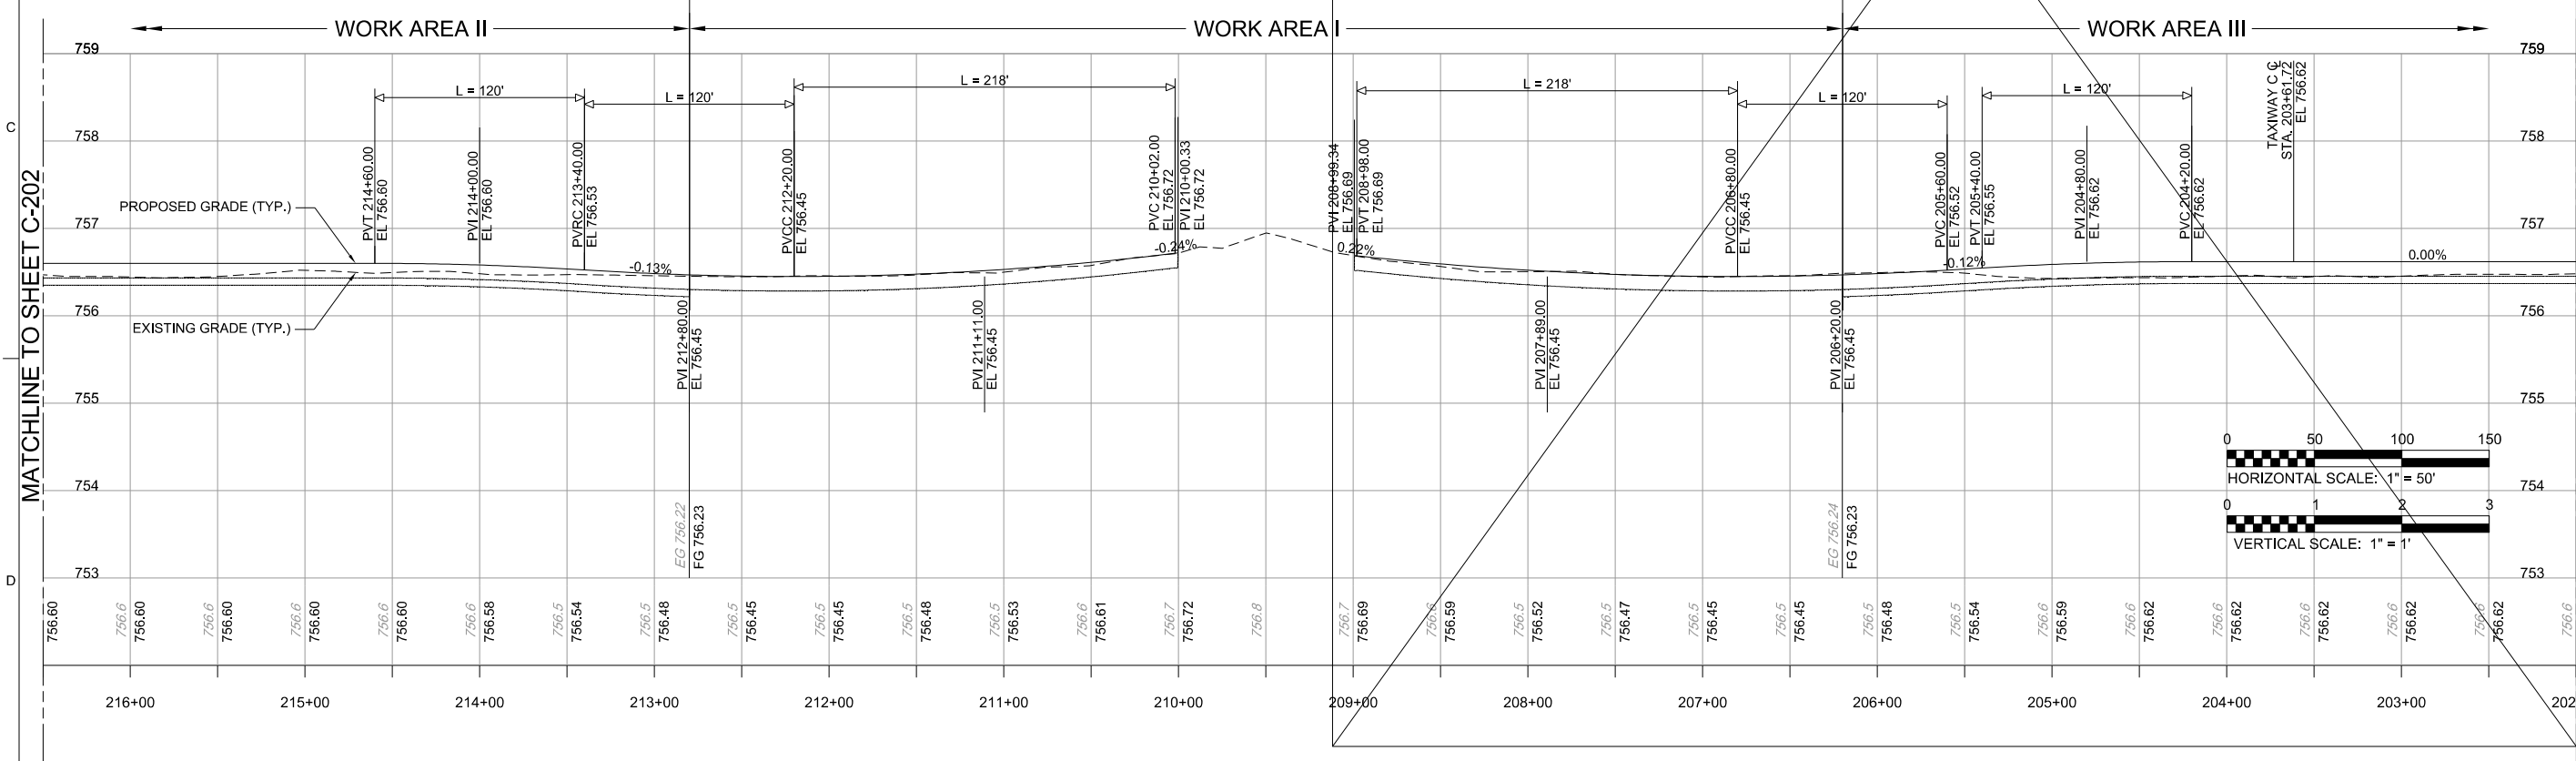 WORK AREA II
WORK AREA I
WORK AREA III
759
759
758
758
757
757
756
756
755
755
754
754
753
753
C
D
MATCHLINE TO SHEET C-202
L = 120'
L = 120'
L = 218'
L = 218'
L = 120'
L = 120'
PROPOSED GRADE (TYP.)
EXISTING GRADE (TYP.)
PVT 214+60.00
EL 756.60
PVI 214+00.00
EL 756.60
PVRC 213+40.00
EL 756.53
-0.13%
PVI 212+80.00
EL 756.45
PVCC 212+20.00
EL 756.45
PVI 211+11.00
EL 756.45
PVC 210+02.00
EL 756.72
PVI 210+00.33
EL 756.72
-0.24%
PVI 208+99.34
EL 756.69
PVT 208+98.00
EL 756.69
0.22%
PVI 207+89.00
EL 756.45
PVCC 206+80.00
EL 756.45
PVI 206+20.00
EL 756.45
PVC 205+60.00
EL 756.52
PVT 205+40.00
EL 756.55
-0.12%
PVI 204+80.00
EL 756.62
PVC 204+20.00
EL 756.62
TAXIWAY C ℄
STA. 203+61.72
EL 756.62
0.00%
EG 756.22
FG 756.23
EG 756.24
FG 756.23
0 50 100 150
HORIZONTAL SCALE: 1" = 50'
0 1 2 3
VERTICAL SCALE: 1" = 1'
756.60
756.6
756.60
756.6
756.60
756.6
756.60
756.6
756.60
756.6
756.58
756.5
756.54
756.5
756.48
756.5
756.45
756.5
756.45
756.5
756.48
756.5
756.53
756.6
756.61
756.7
756.72
756.8
756.7
756.69
756.6
756.59
756.5
756.52
756.5
756.47
756.5
756.45
756.5
756.45
756.5
756.48
756.5
756.54
756.6
756.59
756.6
756.62
756.6
756.62
756.6
756.62
756.6
756.62
756.6
756.62
756.6
216+00 215+00 214+00 213+00 212+00 211+00 210+00 209+00 208+00 207+00 206+00 205+00 204+00 203+00 202